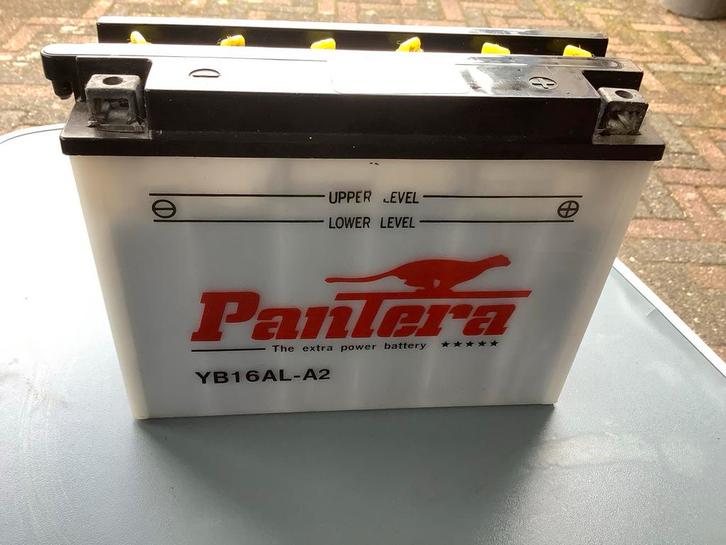 UPPER LEVEL
LOWER LEVEL
Pantera
The extra power battery ★★★★★
YB16AL-A2